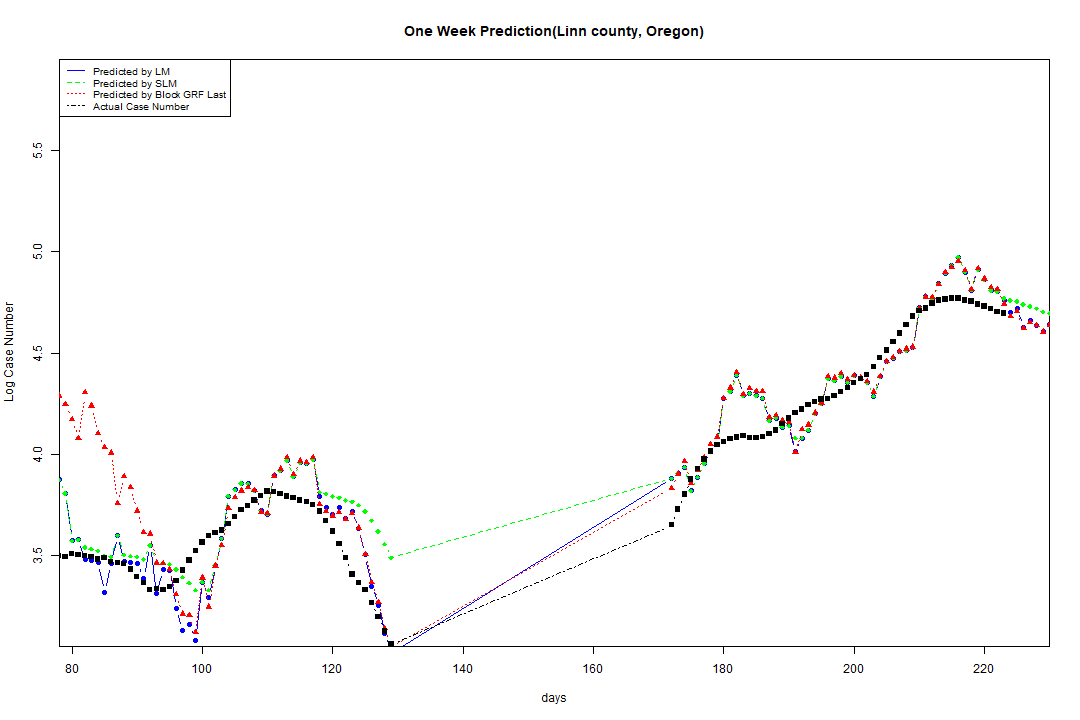 One Week Prediction(Linn county, Oregon)
Predicted by LM
Predicted by SLM
Predicted by Block GRF Last
Actual Case Number
Log Case Number
5.5
5.0
4.5
4.0
3.5
80 100 120 140 160 180 200 220
days